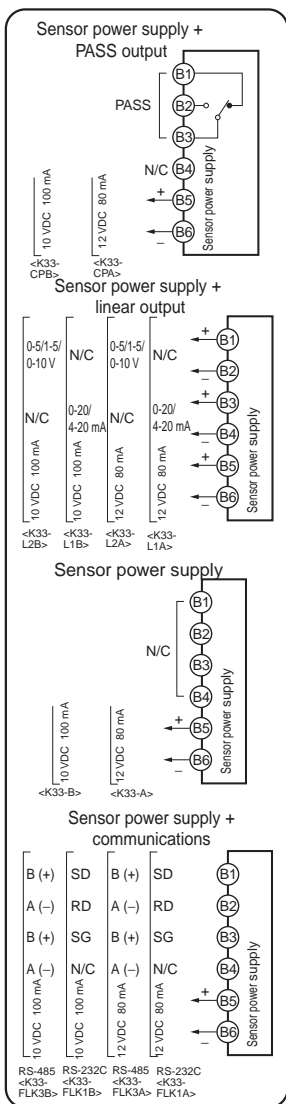 Sensor power supply +
PASS output
B1
B2
PASS
B3
N/C
B4
+
B5
−
B6
Sensor power supply
10 VDC 100 mA
12 VDC 80 mA
<K33-
CPB>
<K33-
CPA>
Sensor power supply +
linear output
0-5/1-5/
0-10 V
N/C
0-5/1-5/
0-10 V
N/C
+
B1
−
B2
N/C
0-20/
4-20 mA
N/C
0-20/
4-20 mA
+
B3
−
B4
+
B5
−
B6
Sensor power supply
10 VDC 100 mA
10 VDC 100 mA
12 VDC 80 mA
12 VDC 80 mA
<K33-
L2B>
<K33-
L1B>
<K33-
L2A>
<K33-
L1A>
Sensor power supply
B1
B2
N/C
B3
B4
+
B5
−
B6
Sensor power supply
10 VDC 100 mA
12 VDC 80 mA
<K33-B>
<K33-A>
Sensor power supply +
communications
B (+) SD B (+) SD B1
A (−) RD A (−) RD B2
B (+) SG B (+) SG B3
A (−) N/C A (−) N/C B4
+
B5
−
B6
Sensor power supply
10 VDC 100 mA
10 VDC 100 mA
12 VDC 80 mA
12 VDC 80 mA
RS-485
<K33-
FLK3B>
RS-232C
<K33-
FLK1B>
RS-485
<K33-
FLK3A>
RS-232C
<K33-
FLK1A>